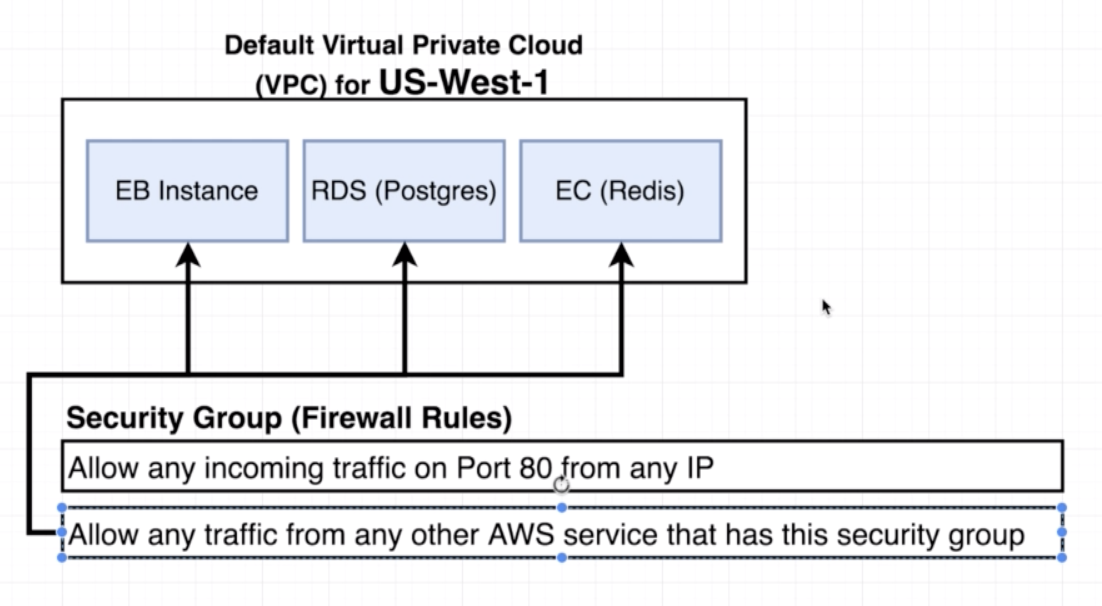 Default Virtual Private Cloud
(VPC) for US-West-1
EB Instance
RDS (Postgres)
EC (Redis)
Security Group (Firewall Rules)
Allow any incoming traffic on Port 80 from any IP
Allow any traffic from any other AWS service that has this security group